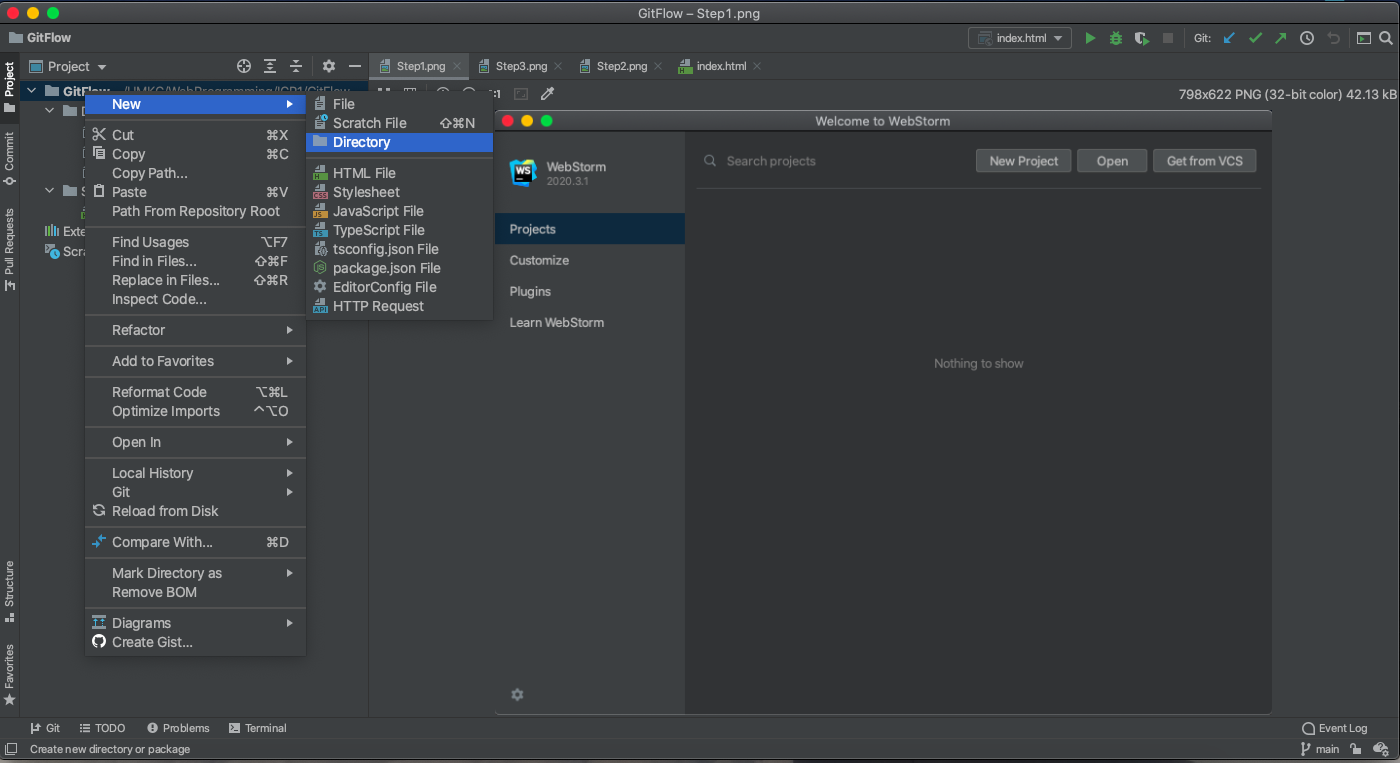 GitFlow – Step1.png
GitFlow
index.html
Git:
Project
Step1.png
Step3.png
Step2.png
index.html
GitFlow ~/UMKC/WebProgramming/ICP1/GitFlow
1:1
798x622 PNG (32-bit color) 42.13 kB
Project
Commit
Pull Requests
Structure
Favorites
D
S
Exte
Scra
New
Cut ⌘X
Copy ⌘C
Copy Path...
Paste ⌘V
Path From Repository Root
Find Usages ⌥F7
Find in Files... ⇧⌘F
Replace in Files... ⇧⌘R
Inspect Code...
Refactor
Add to Favorites
Reformat Code ⌥⌘L
Optimize Imports ^⌥O
Open In
Local History
Git
Reload from Disk
Compare With... ⌘D
Mark Directory as
Remove BOM
Diagrams
Create Gist...
File
Scratch File ⇧⌘N
Directory
HTML File
CSS Stylesheet
JS JavaScript File
TS TypeScript File
tsconfig.json File
package.json File
EditorConfig File
API HTTP Request
Welcome to WebStorm
WS WebStorm
2020.3.1
Search projects
New Project
Open
Get from VCS
Projects
Customize
Plugins
Learn WebStorm
Nothing to show
Git
TODO
Problems
Terminal
Event Log
Create new directory or package
main